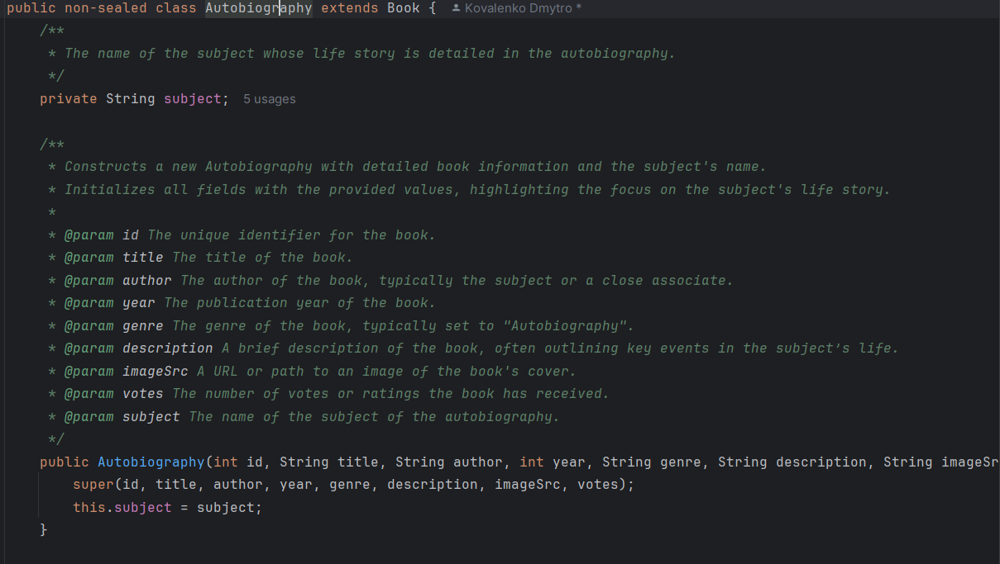 public non-sealed class Autobiography extends Book { Kovalenko Dmytro *
/**
* The name of the subject whose life story is detailed in the autobiography.
*/
private String subject; 5 usages
/**
* Constructs a new Autobiography with detailed book information and the subject's name.
* Initializes all fields with the provided values, highlighting the focus on the subject's life story.
*
* @param id The unique identifier for the book.
* @param title The title of the book.
* @param author The author of the book, typically the subject or a close associate.
* @param year The publication year of the book.
* @param genre The genre of the book, typically set to "Autobiography".
* @param description A brief description of the book, often outlining key events in the subject’s life.
* @param imageSrc A URL or path to an image of the book's cover.
* @param votes The number of votes or ratings the book has received.
* @param subject The name of the subject of the autobiography.
*/
public Autobiography(int id, String title, String author, int year, String genre, String description, String imageSr
super(id, title, author, year, genre, description, imageSrc, votes);
this.subject = subject;
}